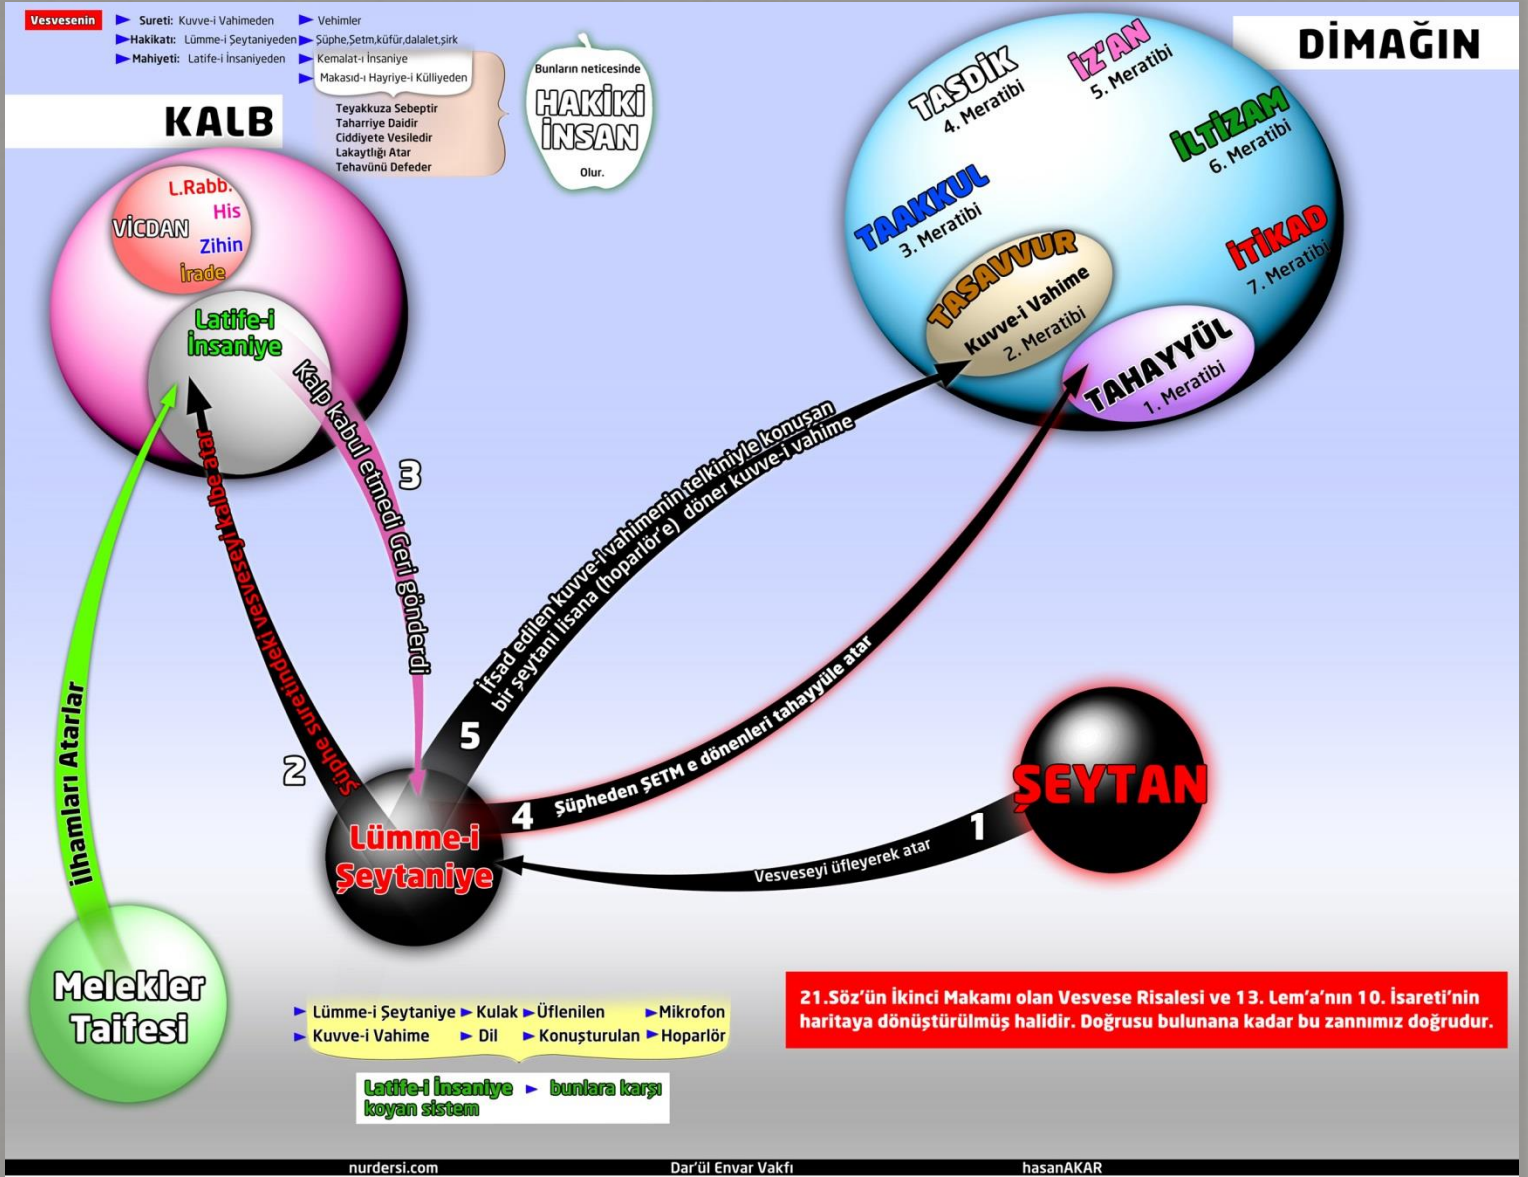 Vesvesenin
Sureti: Kuvve-i Vahimeden Vehimler
Hakikatı: Lümme-i Şeytaniyeden Şüphe,Şetm,küfür,dalalet,şirk
Mahiyeti: Latife-i İnsaniyeden Kemalat-ı İnsaniye
Makasıd-ı Hayriye-i Külliyeden
Teyakkuza Sebeptir
Taharriye Daidir
Ciddiyete Vesiledir
Lakaytlığı Atar
Tehavünü Defeder
Bunların neticesinde
HAKİKİ
İNSAN
Olur.
DİMAĞIN
KALB
L.Rabb.
His
VİCDAN
Zihin
İrade
Latife-i
İnsaniye
TASDİK
4. Meratibi
İZ'AN
5. Meratibi
İLTİZAM
6. Meratibi
TAAKKUL
3. Meratibi
İTİKAD
7. Meratibi
TASAVVUR
Kuvve-i Vahime
2. Meratibi
TAHAYYÜL
1. Meratibi
Kalp kabul etmedi Geri gönderdi
3
Şüphe suretindeki vesveseyi kalbe atar
2
İfsad edilen kuvve-i vahimenin telkiniyle konuşan
bir şeytani lisana (hoparlör'e) döner kuvve-i vahime
5
Şüpheden ŞETM e dönenleri tahayyüle atar
4
ŞEYTAN
1
Vesveseyi üfleyerek atar
Lümme-i
Şeytaniye
İlhamları Atarlar
Melekler
Taifesi
Lümme-i Şeytaniye Kulak Üflenilen Mikrofon
Kuvve-i Vahime Dil Konuşturulan Hoparlör
Latife-i İnsaniye bunlara karşı
koyan sistem
21.Söz'ün İkinci Makamı olan Vesvese Risalesi ve 13. Lem'a'nın 10. İsareti'nin
haritaya dönüştürülmüş halidir. Doğrusu bulunana kadar bu zannımız doğrudur.
nurdersi.com Dar'ül Envar Vakfı hasanAKAR